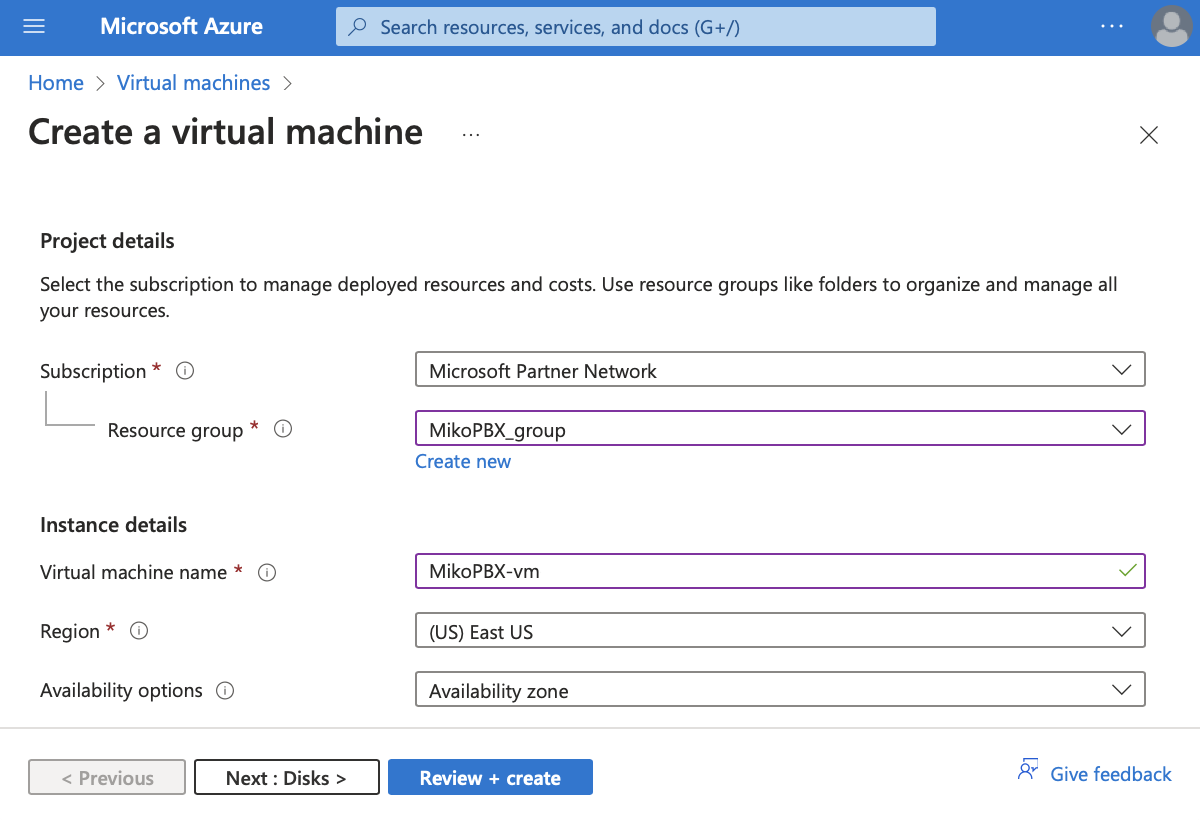 Microsoft Azure
Search resources, services, and docs (G+/)
...
Home > Virtual machines >
Create a virtual machine ...
Project details
Select the subscription to manage deployed resources and costs. Use resource groups like folders to organize and manage all
your resources.
Subscription *
Microsoft Partner Network
Resource group *
MikoPBX_group
Create new
Instance details
Virtual machine name *
MikoPBX-vm
Region *
(US) East US
Availability options
Availability zone
< Previous
Next : Disks >
Review + create
Give feedback